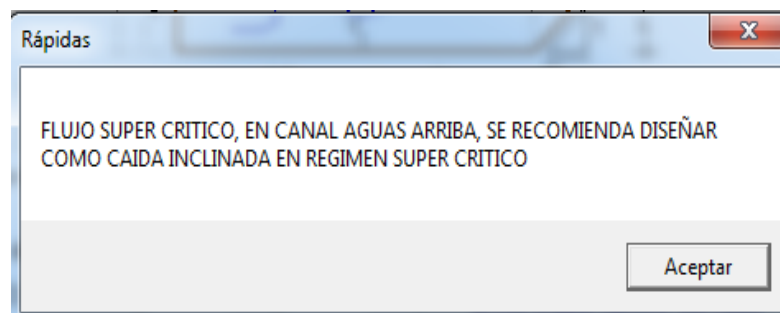 Rápidas
FLUJO SUPER CRITICO, EN CANAL AGUAS ARRIBA, SE RECOMIENDA DISEÑAR
COMO CAIDA INCLINADA EN REGIMEN SUPER CRITICO
Aceptar